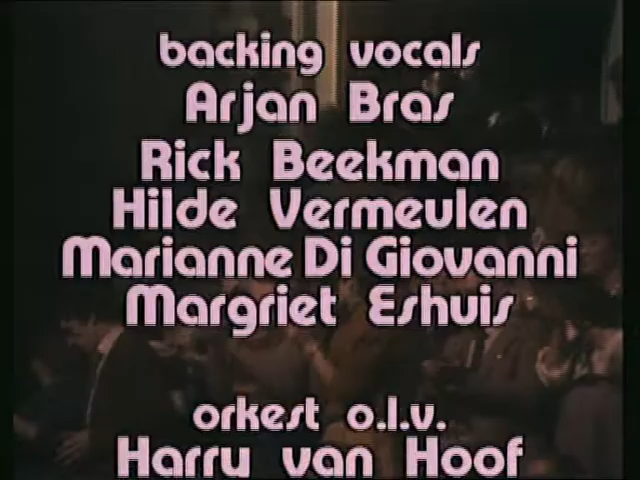 backing vocals
Arjan Bras
Rick Beekman
Hilde Vermeulen
Marianne Di Giovanni
Margriet Eshuis
orkest o.l.v.
Harry van Hoof